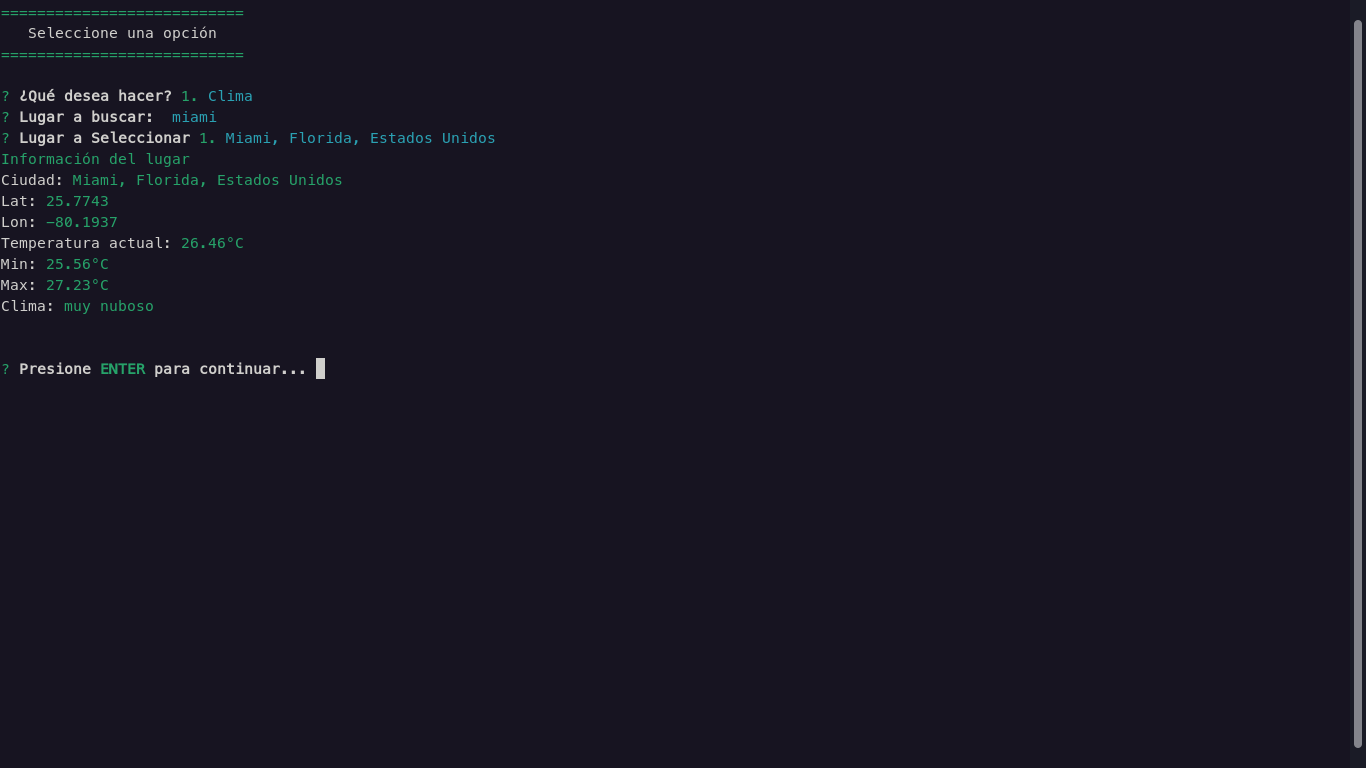 ===========================
Seleccione una opción
===========================
? ¿Qué desea hacer? 1. Clima
? Lugar a buscar:  miami
? Lugar a Seleccionar 1. Miami, Florida, Estados Unidos
Información del lugar
Ciudad: Miami, Florida, Estados Unidos
Lat: 25.7743
Lon: -80.1937
Temperatura actual: 26.46°C
Min: 25.56°C
Max: 27.23°C
Clima: muy nuboso
? Presione ENTER para continuar...